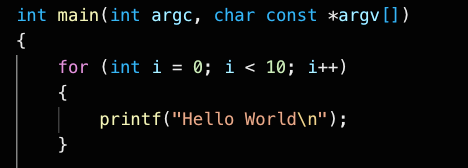 int main(int argc, char const *argv[])
{
    for (int i = 0; i < 10; i++)
    {
        printf("Hello World\n");
    }